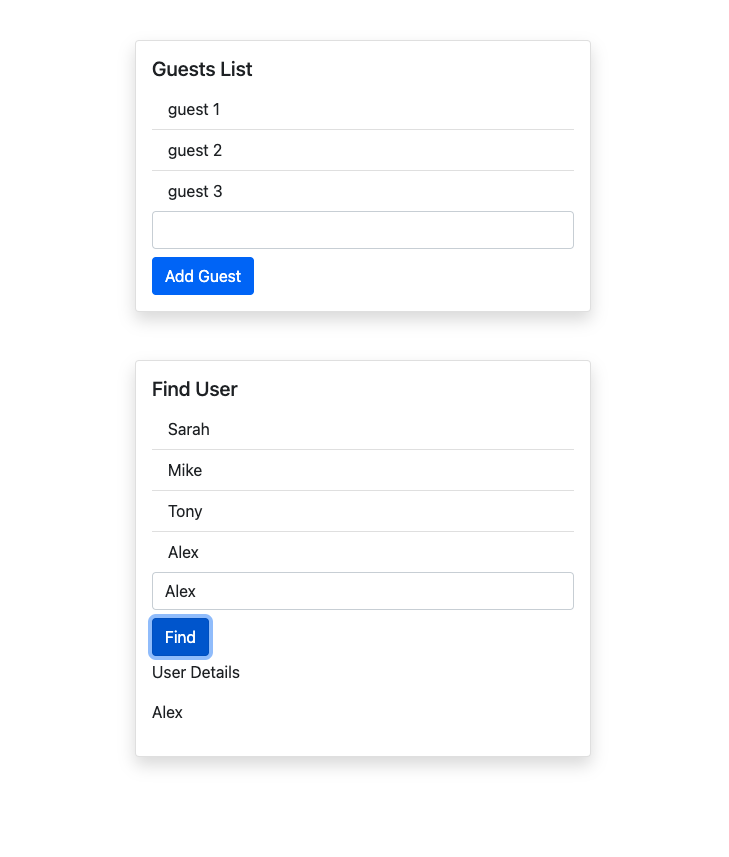 Guests List
guest 1
guest 2
guest 3
Add Guest
Find User
Sarah
Mike
Tony
Alex
Alex
Find
User Details
Alex